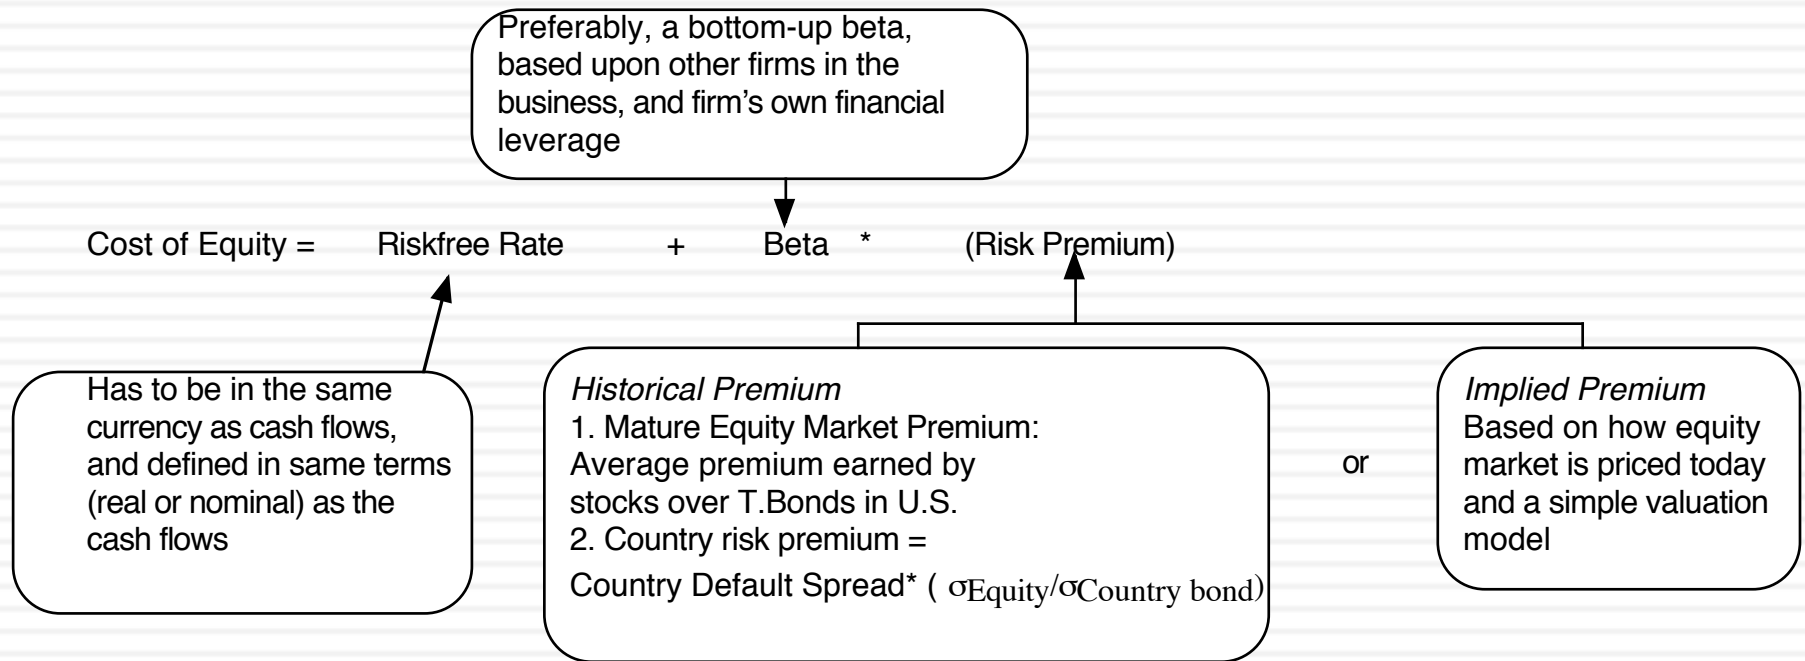 Preferably, a bottom-up beta,
based upon other firms in the
business, and firm’s own financial
leverage
Cost of Equity = Riskfree Rate + Beta * (Risk Premium)
Has to be in the same
currency as cash flows,
and defined in same terms
(real or nominal) as the
cash flows
Historical Premium
1. Mature Equity Market Premium:
Average premium earned by
stocks over T.Bonds in U.S.
2. Country risk premium =
Country Default Spread* ( σEquity/σCountry bond)
or
Implied Premium
Based on how equity
market is priced today
and a simple valuation
model